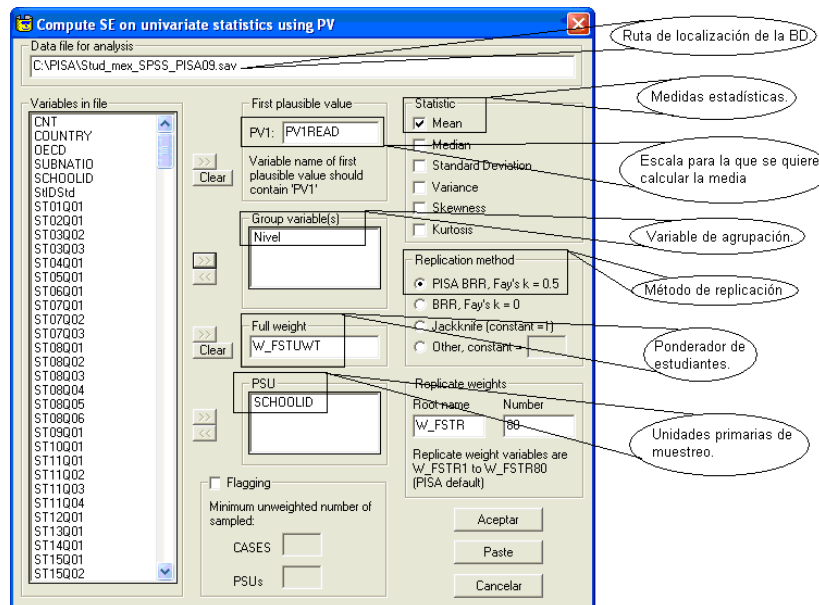 Compute SE on univariate statistics using PV
Data file for analysis
C:\PISA\Stud_mex_SPSS_PISA09.sav
Variables in file
CNT
COUNTRY
OECD
SUBNATIO
SCHOOLID
StIDStd
ST01Q01
ST02Q01
ST03Q02
ST03Q03
ST04Q01
ST05Q01
ST06Q01
ST07Q01
ST07Q02
ST07Q03
ST08Q01
ST08Q02
ST08Q03
ST08Q04
ST08Q05
ST08Q06
ST09Q01
ST10Q01
ST11Q01
ST11Q02
ST11Q03
ST11Q04
ST12Q01
ST13Q01
ST14Q01
ST15Q01
ST15Q02
>>
Clear
>>
<<
>>
Clear
>>
<<
First plausible value
PV1: PV1READ
Variable name of first
plausible value should
contain 'PV1'
Group variable(s)
Nivel
Full weight
W_FSTUWT
PSU
SCHOOLID
Flagging
Minimum unweighted number of
sampled:
CASES
PSUs
Statistic
Mean
Median
Standard Deviation
Variance
Skewness
Kurtosis
Replication method
PISA BRR, Fay's k = 0.5
BRR, Fay's k = 0
Jackknife (constant =1)
Other, constant =
Replicate weights
Root name Number
W_FSTR 80
Replicate weight variables are
W_FSTR1 to W_FSTR80
(PISA default)
Aceptar
Paste
Cancelar
Ruta de localización de la BD.
Medidas estadísticas.
Escala para la que se quiere
calcular la media
Variable de agrupación.
Método de replicación
Ponderador de
estudiantes.
Unidades primarias de
muestreo.